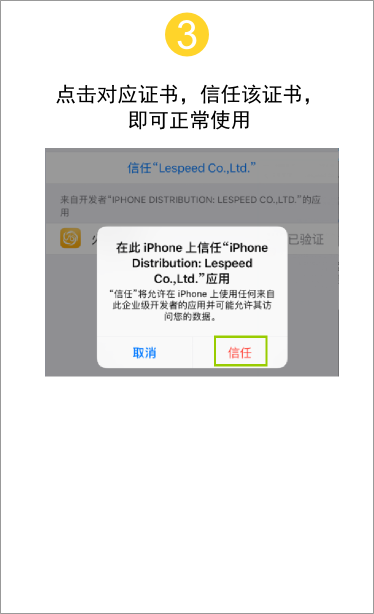 3
点击对应证书，信任该证书，
即可正常使用
信任“Lespeed Co.,Ltd.”
来自开发者“IPHONE DISTRIBUTION: LESPEED CO.,LTD.”的应
用
已验证
在此 iPhone 上信任“iPhone
Distribution: Lespeed
Co.,Ltd.”应用
“信任”将允许在 iPhone 上使用任何来自
此企业级开发者的应用并可能允许其访
问您的数据。
取消 信任